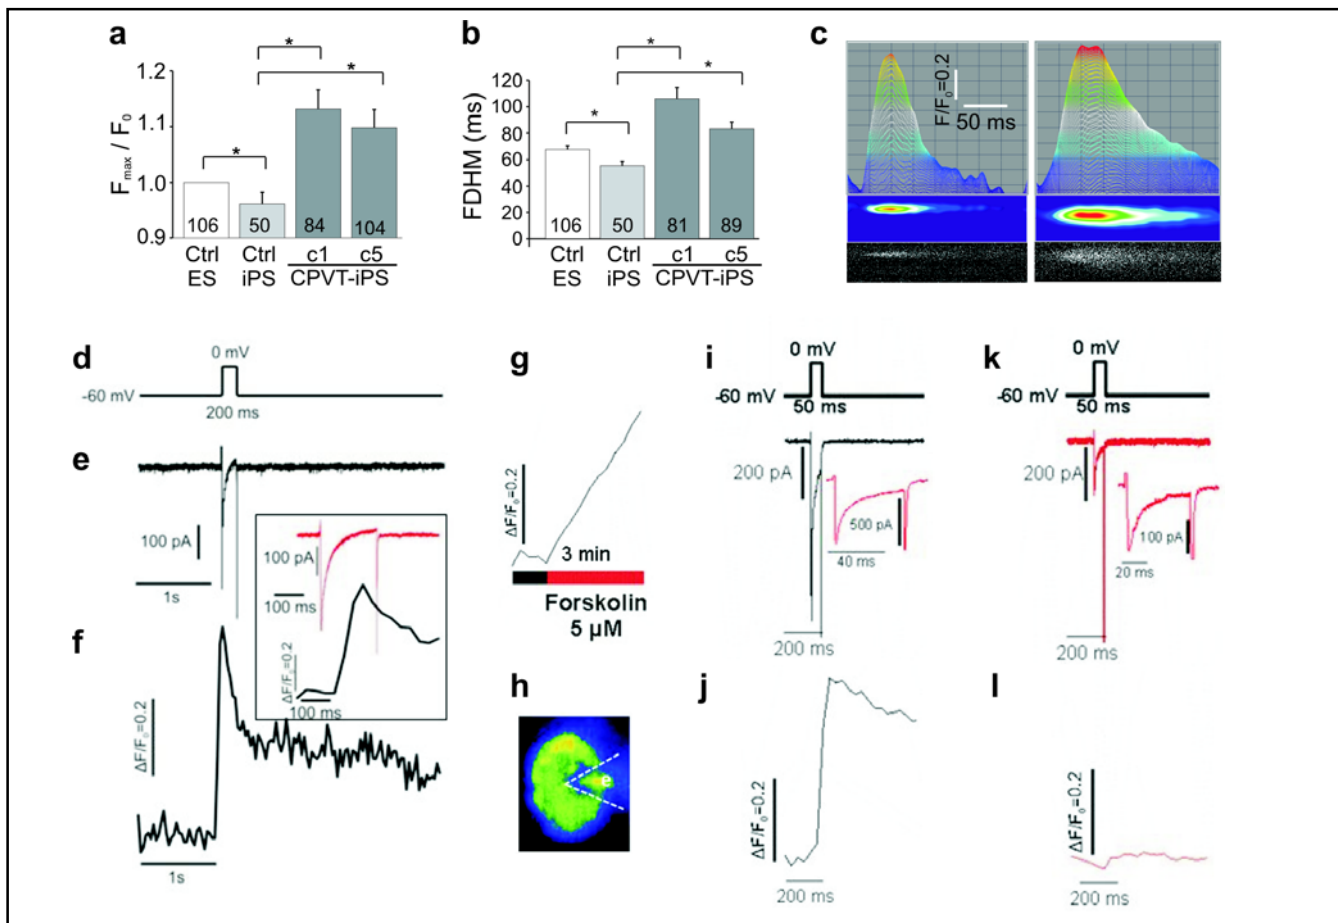 a
*
*
*
1.2
1.1
1.0
0.9
Fmax / F0
106
50
84
104
Ctrl ES
Ctrl iPS
c1
c5
CPVT-iPS
b
*
*
*
120
100
80
60
40
20
0
FDHM (ms)
106
50
81
89
Ctrl ES
Ctrl iPS
c1
c5
CPVT-iPS
c
F/F0=0.2
50 ms
d
0 mV
-60 mV
200 ms
e
100 pA
1s
100 pA
100 ms
ΔF/F0=0.2
100 ms
f
ΔF/F0=0.2
1s
g
ΔF/F0=0.2
3 min
Forskolin
5 µM
h
e
i
0 mV
-60 mV
50 ms
200 pA
500 pA
40 ms
200 ms
j
ΔF/F0=0.2
200 ms
k
0 mV
-60 mV
50 ms
200 pA
100 pA
20 ms
200 ms
l
ΔF/F0=0.2
200 ms